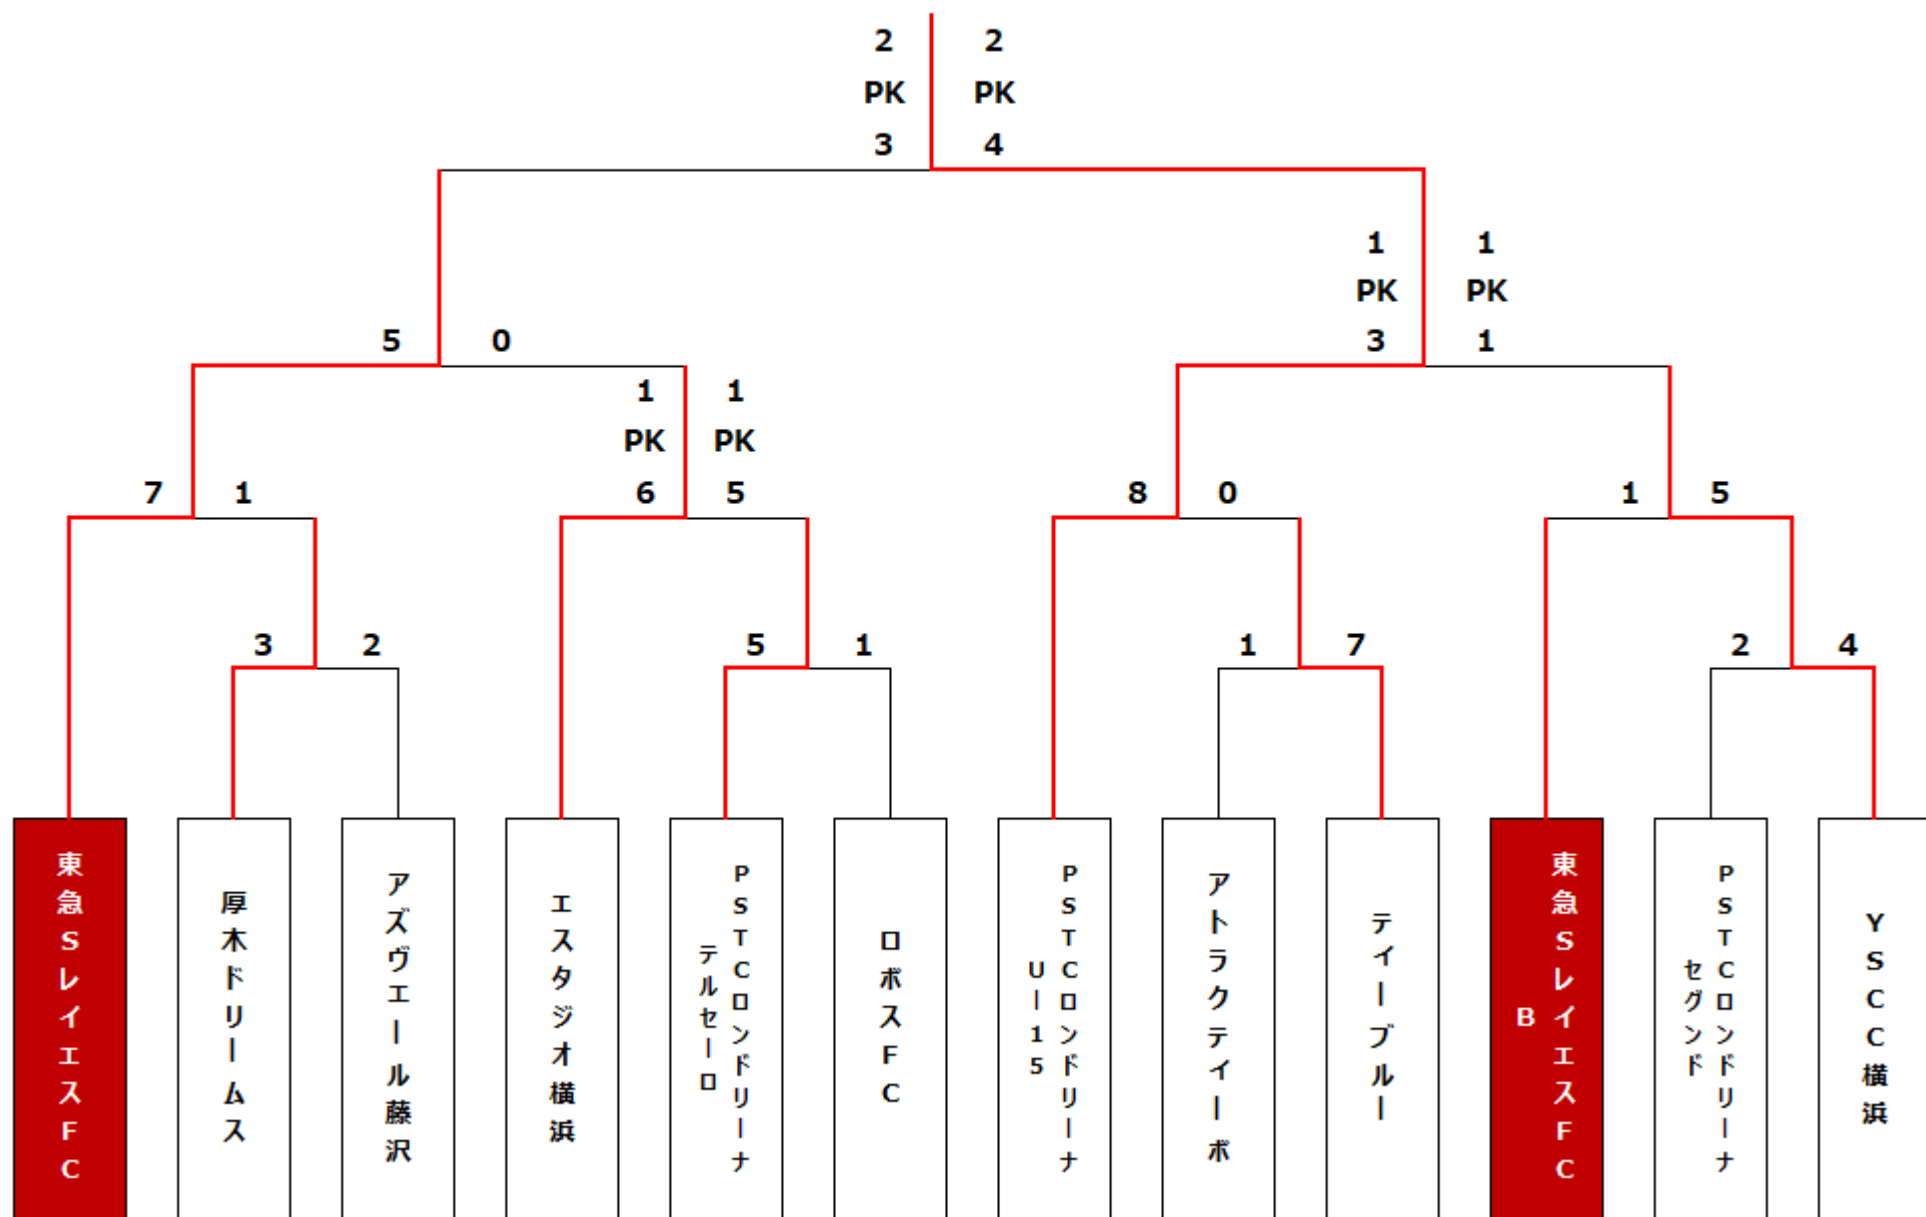 2 2
PK PK
3 4
1 1
PK PK
3 1
5 0
1 1
PK PK
6 5
7 1
8 0
1 5
3 2
5 1
1 7
2 4
東急SレイエスFC
厚木ドリームス
アズヴェール藤沢
エスタジオ横浜
PSTCロンドリーナ
テルセーロ
ロボスFC
PSTCロンドリーナ
U－15
アトラクティーボ
ティーブルー
東急SレイエスFC
B
PSTCロンドリーナ
セグンド
YSCC横浜